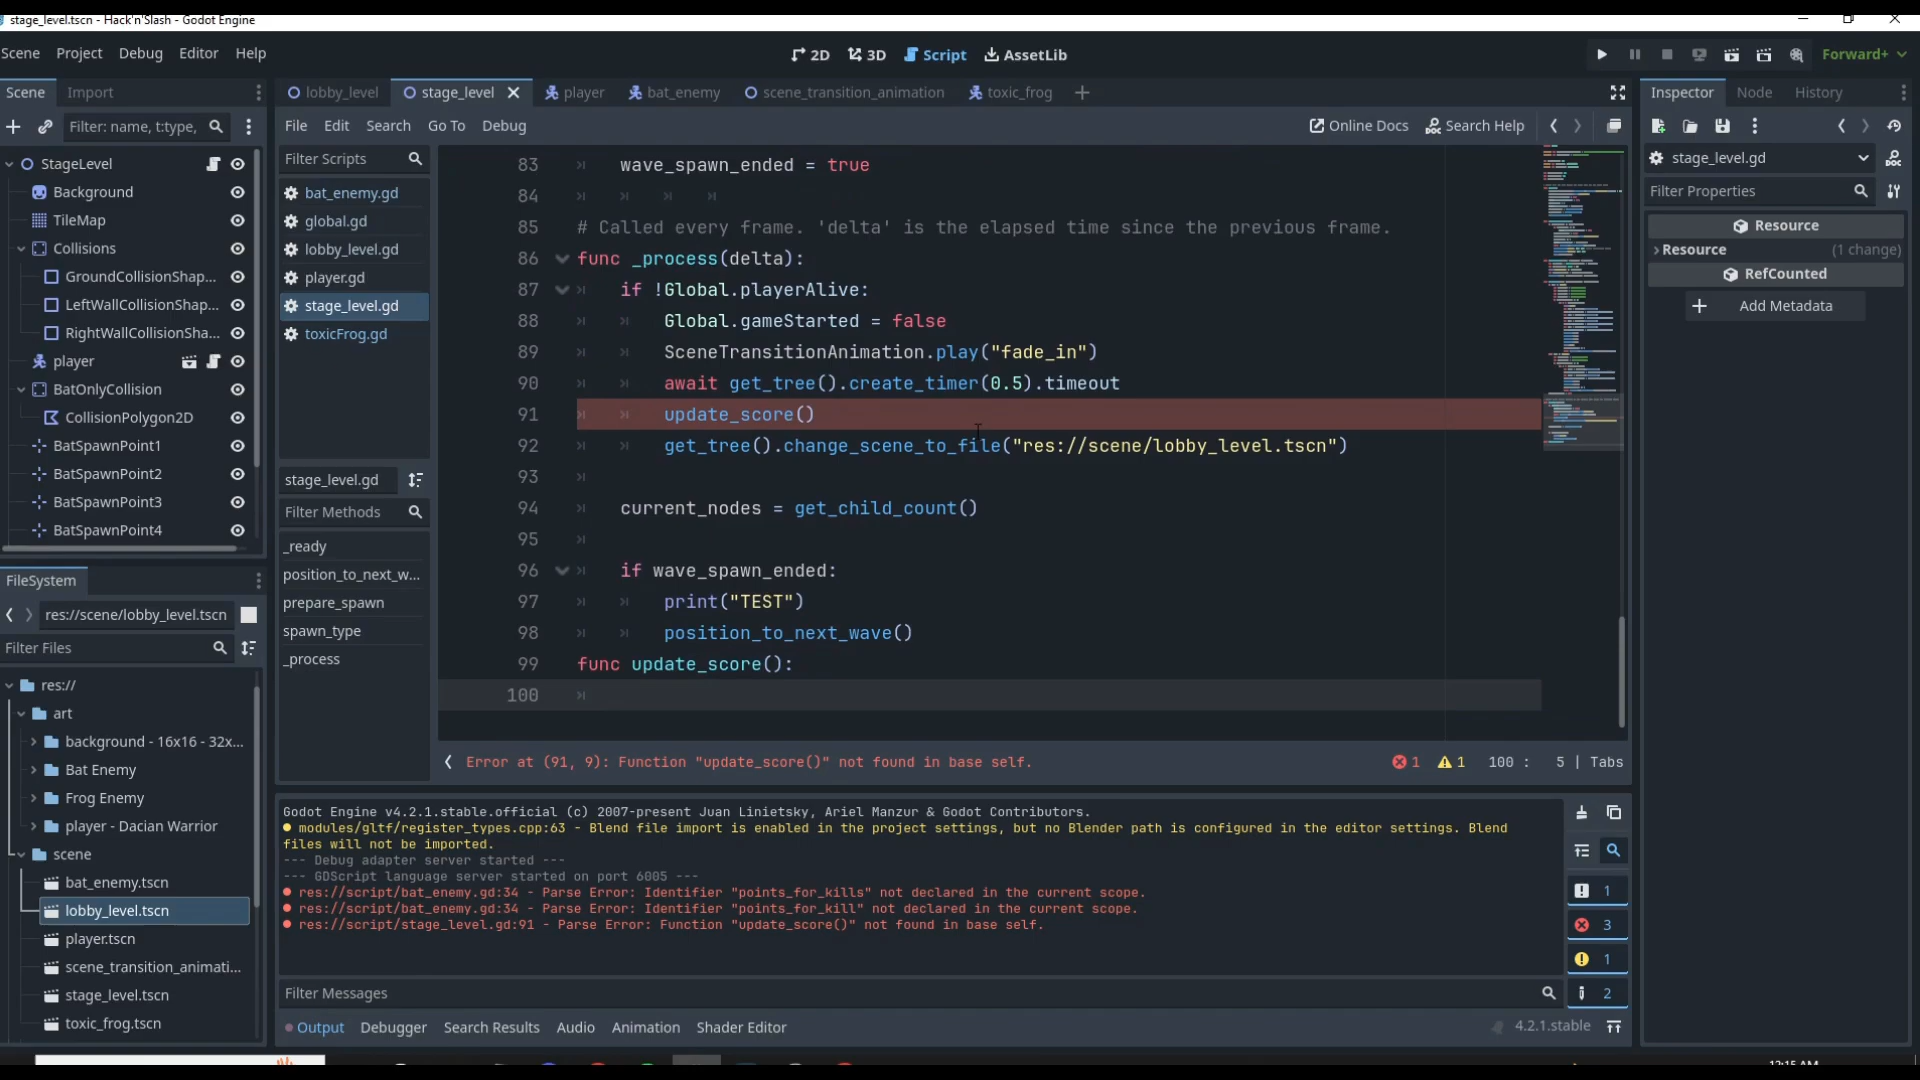 stage_level.tscn - Hack'n'Slash - Godot Engine
Scene Project Debug Editor Help
2D 3D Script AssetLib
Forward+
Scene Import
lobby_level stage_level player bat_enemy scene_transition_animation toxic_frog
Inspector Node History
Filter: name, t:type,
File Edit Search Go To Debug
Online Docs Search Help
StageLevel
Background
TileMap
Collisions
GroundCollisionShap...
LeftWallCollisionShap...
RightWallCollisionSha...
player
BatOnlyCollision
CollisionPolygon2D
BatSpawnPoint1
BatSpawnPoint2
BatSpawnPoint3
BatSpawnPoint4
FileSystem
res://scene/lobby_level.tscn
Filter Files
res://
art
background - 16x16 - 32x...
Bat Enemy
Frog Enemy
player - Dacian Warrior
scene
bat_enemy.tscn
lobby_level.tscn
player.tscn
scene_transition_animati...
stage_level.tscn
toxic_frog.tscn
Filter Scripts
bat_enemy.gd
global.gd
lobby_level.gd
player.gd
stage_level.gd
toxicFrog.gd
stage_level.gd
Filter Methods
_ready
position_to_next_w...
prepare_spawn
spawn_type
_process
83 wave_spawn_ended = true
84
85 # Called every frame. 'delta' is the elapsed time since the previous frame.
86 func _process(delta):
87 if !Global.playerAlive:
88 Global.gameStarted = false
89 SceneTransitionAnimation.play("fade_in")
90 await get_tree().create_timer(0.5).timeout
91 update_score()
92 get_tree().change_scene_to_file("res://scene/lobby_level.tscn")
93
94 current_nodes = get_child_count()
95
96 if wave_spawn_ended:
97 print("TEST")
98 position_to_next_wave()
99 func update_score():
100
Error at (91, 9): Function "update_score()" not found in base self.
1 1 100 : 5 | Tabs
Godot Engine v4.2.1.stable.official (c) 2007-present Juan Linietsky, Ariel Manzur & Godot Contributors.
modules/gltf/register_types.cpp:63 - Blend file import is enabled in the project settings, but no Blender path is configured in the editor settings. Blend
files will not be imported.
--- Debug adapter server started ---
--- GDScript language server started on port 6005 ---
res://script/bat_enemy.gd:34 - Parse Error: Identifier "points_for_kills" not declared in the current scope.
res://script/bat_enemy.gd:34 - Parse Error: Identifier "points_for_kill" not declared in the current scope.
res://script/stage_level.gd:91 - Parse Error: Function "update_score()" not found in base self.
1
3
1
2
Filter Messages
Output Debugger Search Results Audio Animation Shader Editor
4.2.1.stable
stage_level.gd
Filter Properties
Resource
Resource (1 change)
RefCounted
Add Metadata